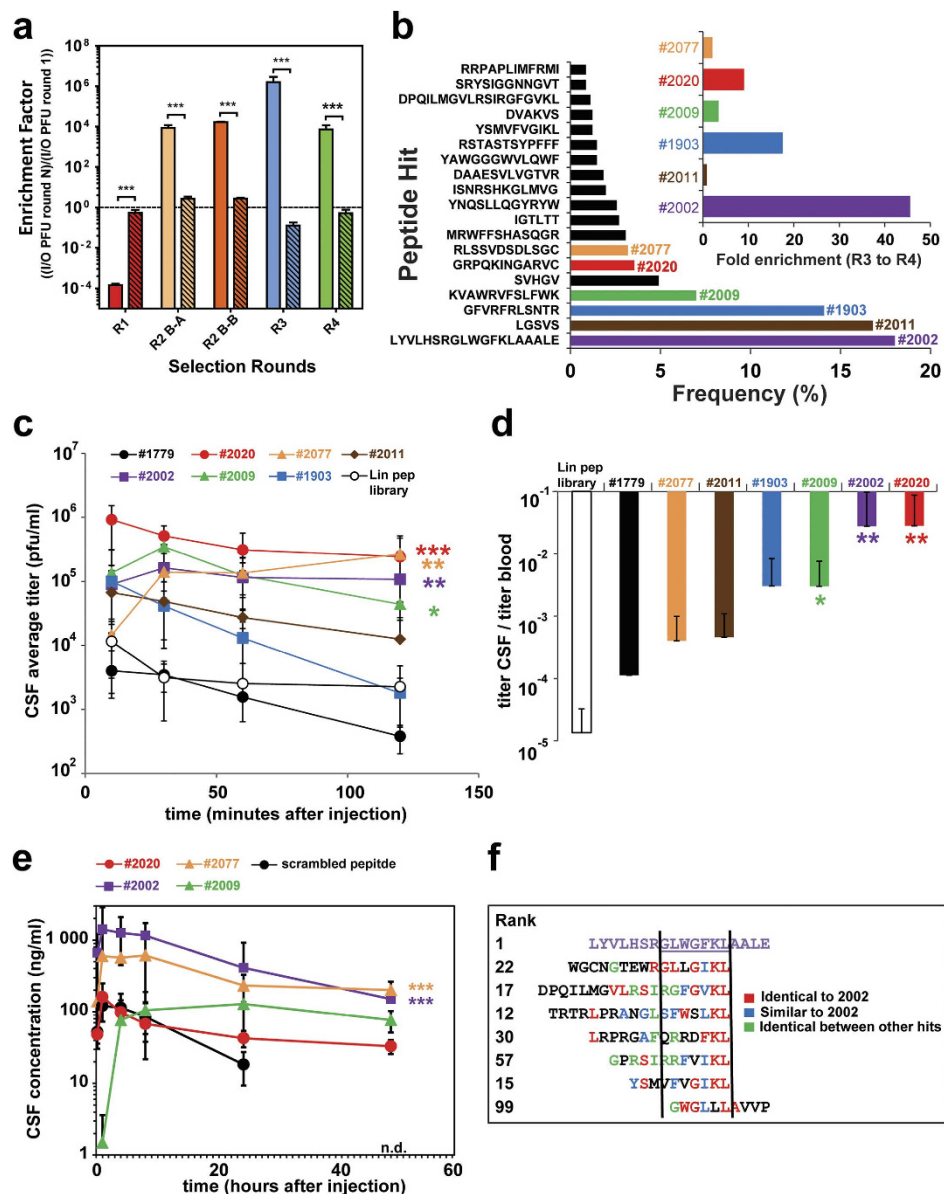 a
Enrichment Factor
((I/O PFU round N)/(I/O PFU round 1))
10^8
10^6
10^4
10^2
10^0
10^-2
10^-4
***
***
***
***
***
R1
R2 B-A
R2 B-B
R3
R4
Selection Rounds
b
Peptide Hit
RRPAPLIMFRMI
SRYSIGGNNGVT
DPQILMGVLRSIRGFGVKL
DVAKVS
YSMVFVGIKL
RSTASTSYPFFF
YAWGGGWVLQWF
DAAESVLVGTVR
ISNRSHKGLMVG
YNQSLLQGYRYW
IGTLTT
MRWFFSHASQGR
RLSSVDSDLSGC #2077
GRPQKINGARVC #2020
SVHGV
KVAWRVFSLFWK #2009
GFVRFRLSNTR #1903
LGSVS #2011
LYVLHSRGLWGFKLAAALE #2002
0 5 10 15 20
Frequency (%)
#2077
#2020
#2009
#1903
#2011
#2002
0 10 20 30 40 50
Fold enrichment (R3 to R4)
c
#1779 #2020 #2077 #2011
#2002 #2009 #1903 Lin pep library
CSF average titer (pfu/ml)
10^7
10^6
10^5
10^4
10^3
10^2
***
**
**
*
0 50 100 150
time (minutes after injection)
d
Lin pep library #1779 #2077 #2011 #1903 #2009 #2002 #2020
titer CSF / titer blood
10^-1
10^-2
10^-3
10^-4
10^-5
*
**
**
e
#2020 #2077 scrambled pepitde
#2002 #2009
CSF concentration (ng/ml)
1 000
100
10
1
***
***
n.d.
0 20 40 60
time (hours after injection)
f
Rank
1 LYVLHSRGLWGFKLAALE
22 WGCNGTEWRGLLGIKL
17 DPQILMGVLRSIRGFGVKL
12 TRTRLPRANGLSFWSLKL
30 LRPRGAFQRRDFKL
57 GPRSIRRFVIKL
15 YSMVFVGIKL
99 GWGLLLAVVP
Identical to 2002
Similar to 2002
Identical between other hits